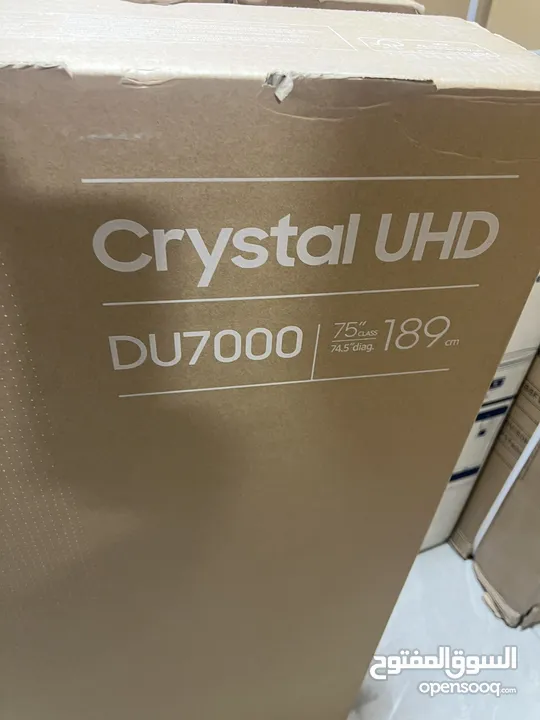 Crystal UHD
DU7000
75" CLASS
74.5" diag.
189 cm
السوق المفتوح
opensooq.com